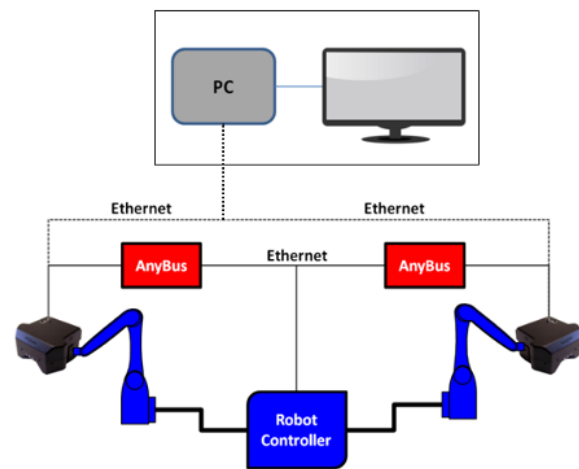 PC
Ethernet
Ethernet
AnyBus
Ethernet
AnyBus
Robot
Controller